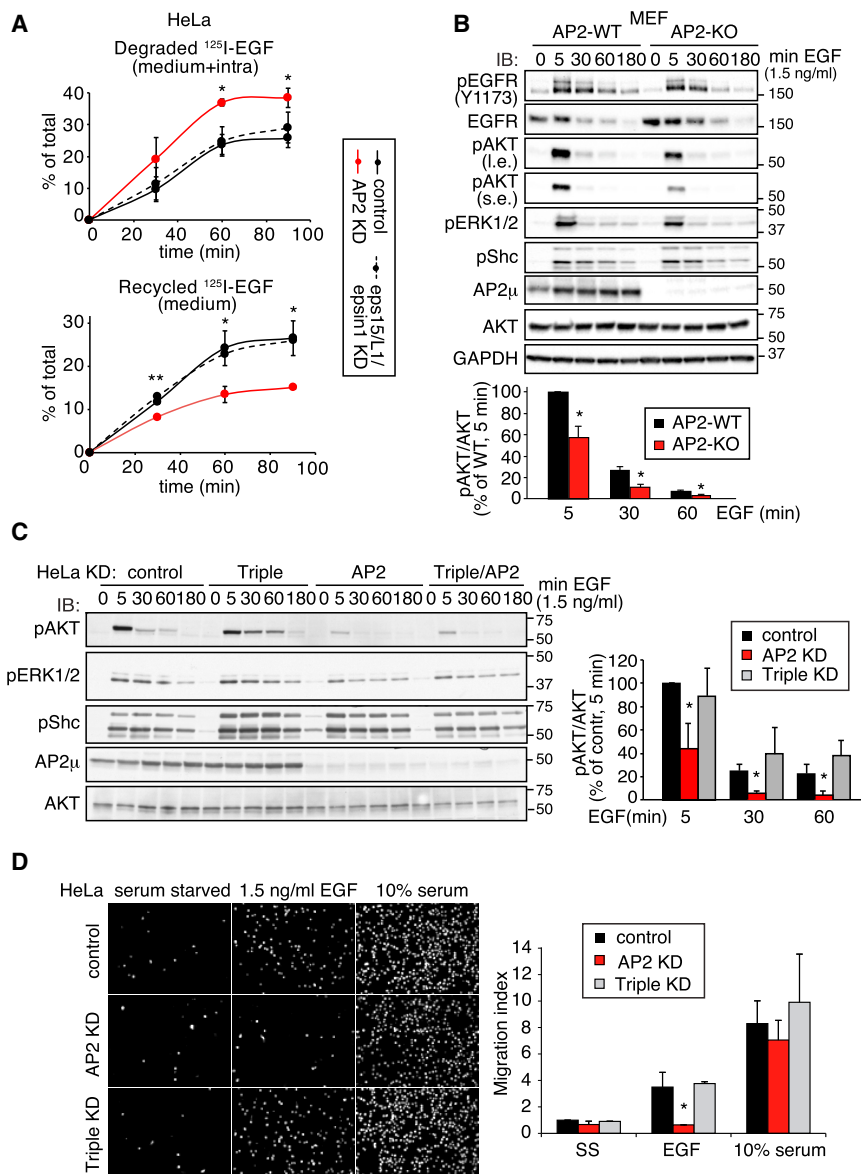 A
HeLa
Degraded 125I-EGF
(medium+intra)
% of total
40
30
20
10
0
*
*
0 20 40 60 80 100
time (min)
Recycled 125I-EGF
(medium)
% of total
30
20
10
0
**
*
*
0 20 40 60 80 100
time (min)
control
AP2 KD
eps15/L1/
epsin1 KD
B
MEF
AP2-WT AP2-KO
IB: 0 5 30 60 180 0 5 30 60 180 min EGF
(1.5 ng/ml)
pEGFR
(Y1173)
150
EGFR
150
pAKT
(l.e.)
50
pAKT
(s.e.)
50
pERK1/2
50
37
pShc
50
AP2μ
50
AKT
75
50
GAPDH
37
pAKT/AKT
(% of WT, 5 min)
100
80
60
40
20
0
*
*
*
AP2-WT
AP2-KO
5 30 60 EGF (min)
C
HeLa KD: control Triple AP2 Triple/AP2
IB: 0 5 30 60 180 0 5 30 60 180 0 5 30 60 180 0 5 30 60 180
min EGF
(1.5 ng/ml)
pAKT
75
50
pERK1/2
50
37
pShc
75
50
AP2μ
50
AKT
75
50
control
AP2 KD
Triple KD
pAKT/AKT
(% of contr, 5 min)
120
100
80
60
40
20
0
*
*
*
EGF(min) 5 30 60
D
HeLa serum starved 1.5 ng/ml EGF 10% serum
control
AP2 KD
Triple KD
control
AP2 KD
Triple KD
Migration index
14
12
10
8
6
4
2
0
*
SS EGF 10% serum